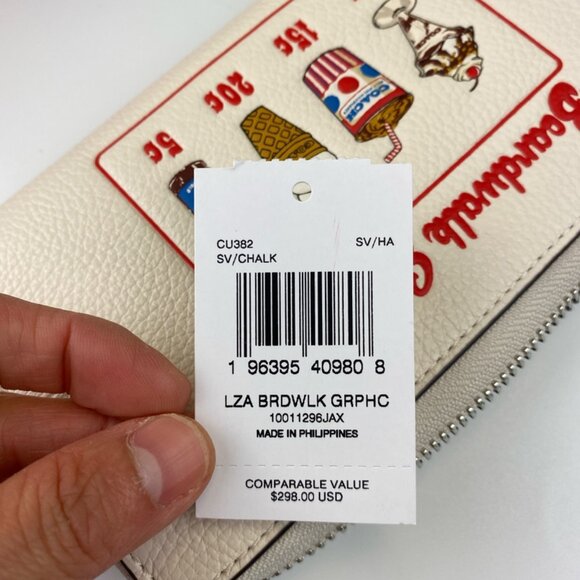 15¢
20¢
5¢
COACH
Boardwalk
CU382 SV/HA
SV/CHALK
1 96395 40980 8
LZA BRDWLK GRPHC
10011296JAX
MADE IN PHILIPPINES
COMPARABLE VALUE
$298.00 USD